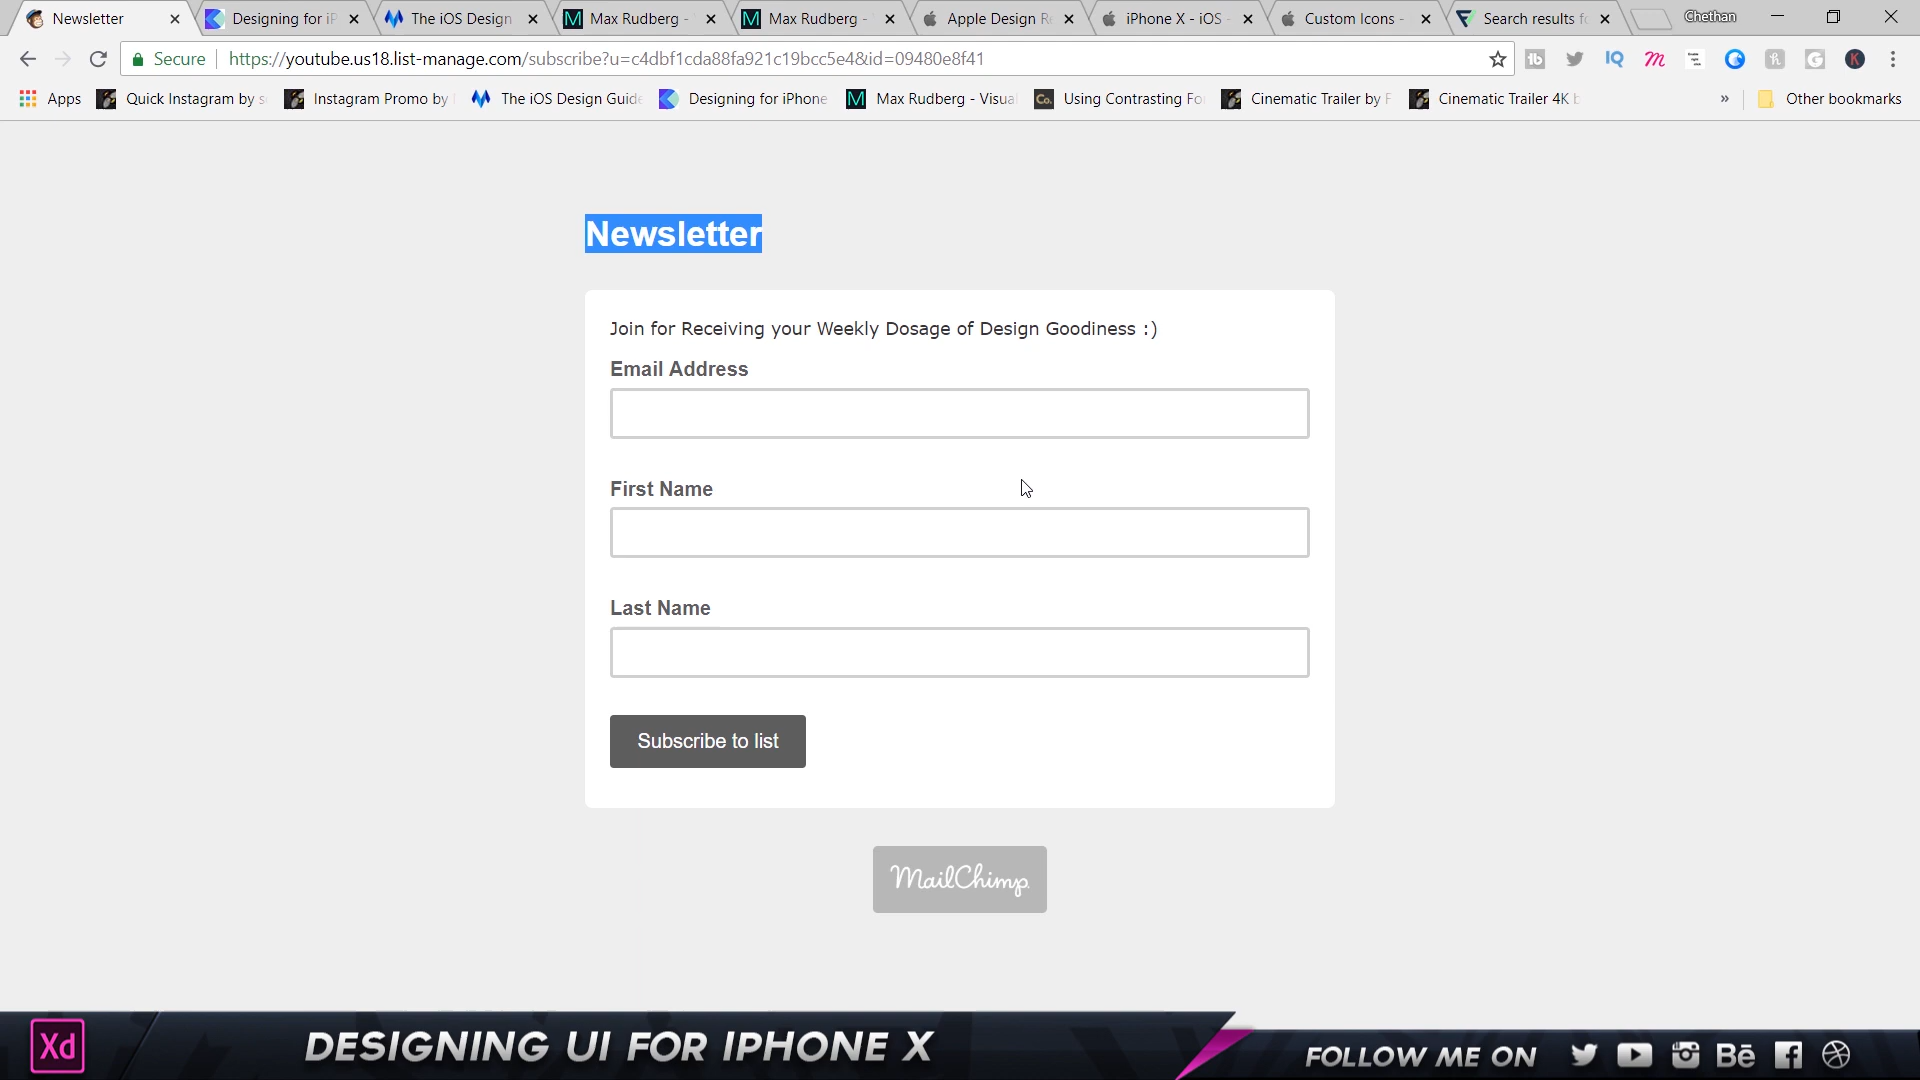 Newsletter
Designing for iP
The iOS Design
Max Rudberg -
Max Rudberg -
Apple Design R
iPhone X - iOS -
Custom Icons -
Search results f
Chethan
Secure
https://youtube.us18.list-manage.com/subscribe?u=c4dbf1cda88fa921c19bcc5e4&id=09480e8f41
Apps
Quick Instagram by s
Instagram Promo by
The iOS Design Guide
Designing for iPhone
Max Rudberg - Visual
Using Contrasting Fo
Cinematic Trailer by F
Cinematic Trailer 4K b
»
Other bookmarks
Newsletter
Join for Receiving your Weekly Dosage of Design Goodiness :)
Email Address
First Name
Last Name
Subscribe to list
MailChimp
Xd
DESIGNING UI FOR IPHONE X
FOLLOW ME ON
Bē